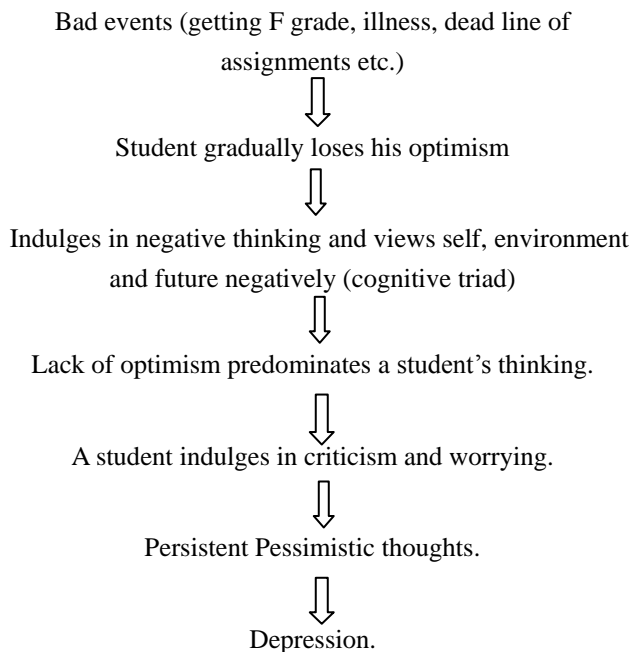 Bad events (getting F grade, illness, dead line of
assignments etc.)
Student gradually loses his optimism
Indulges in negative thinking and views self, environment
and future negatively (cognitive triad)
Lack of optimism predominates a student’s thinking.
A student indulges in criticism and worrying.
Persistent Pessimistic thoughts.
Depression.